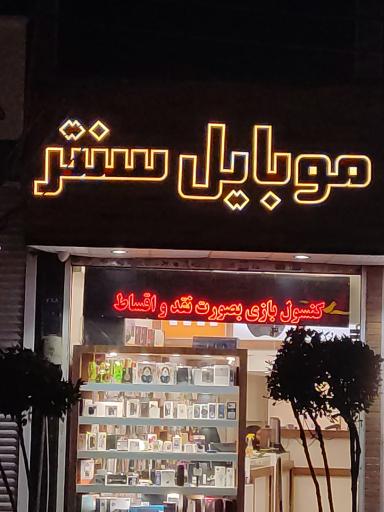 موبایل سنتر
کنسول بازی بصورت نقد و اقساط